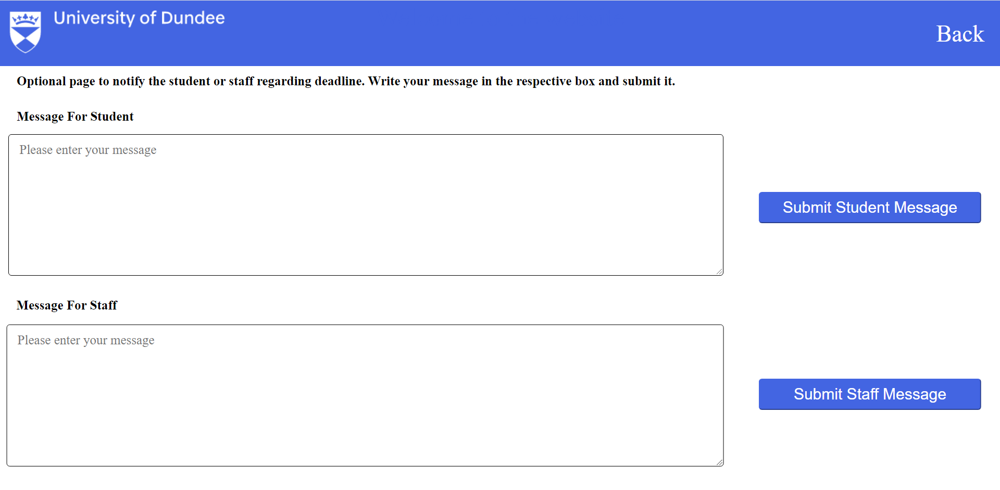 University of Dundee
Back
Optional page to notify the student or staff regarding deadline. Write your message in the respective box and submit it.
Message For Student
Please enter your message
Submit Student Message
Message For Staff
Please enter your message
Submit Staff Message